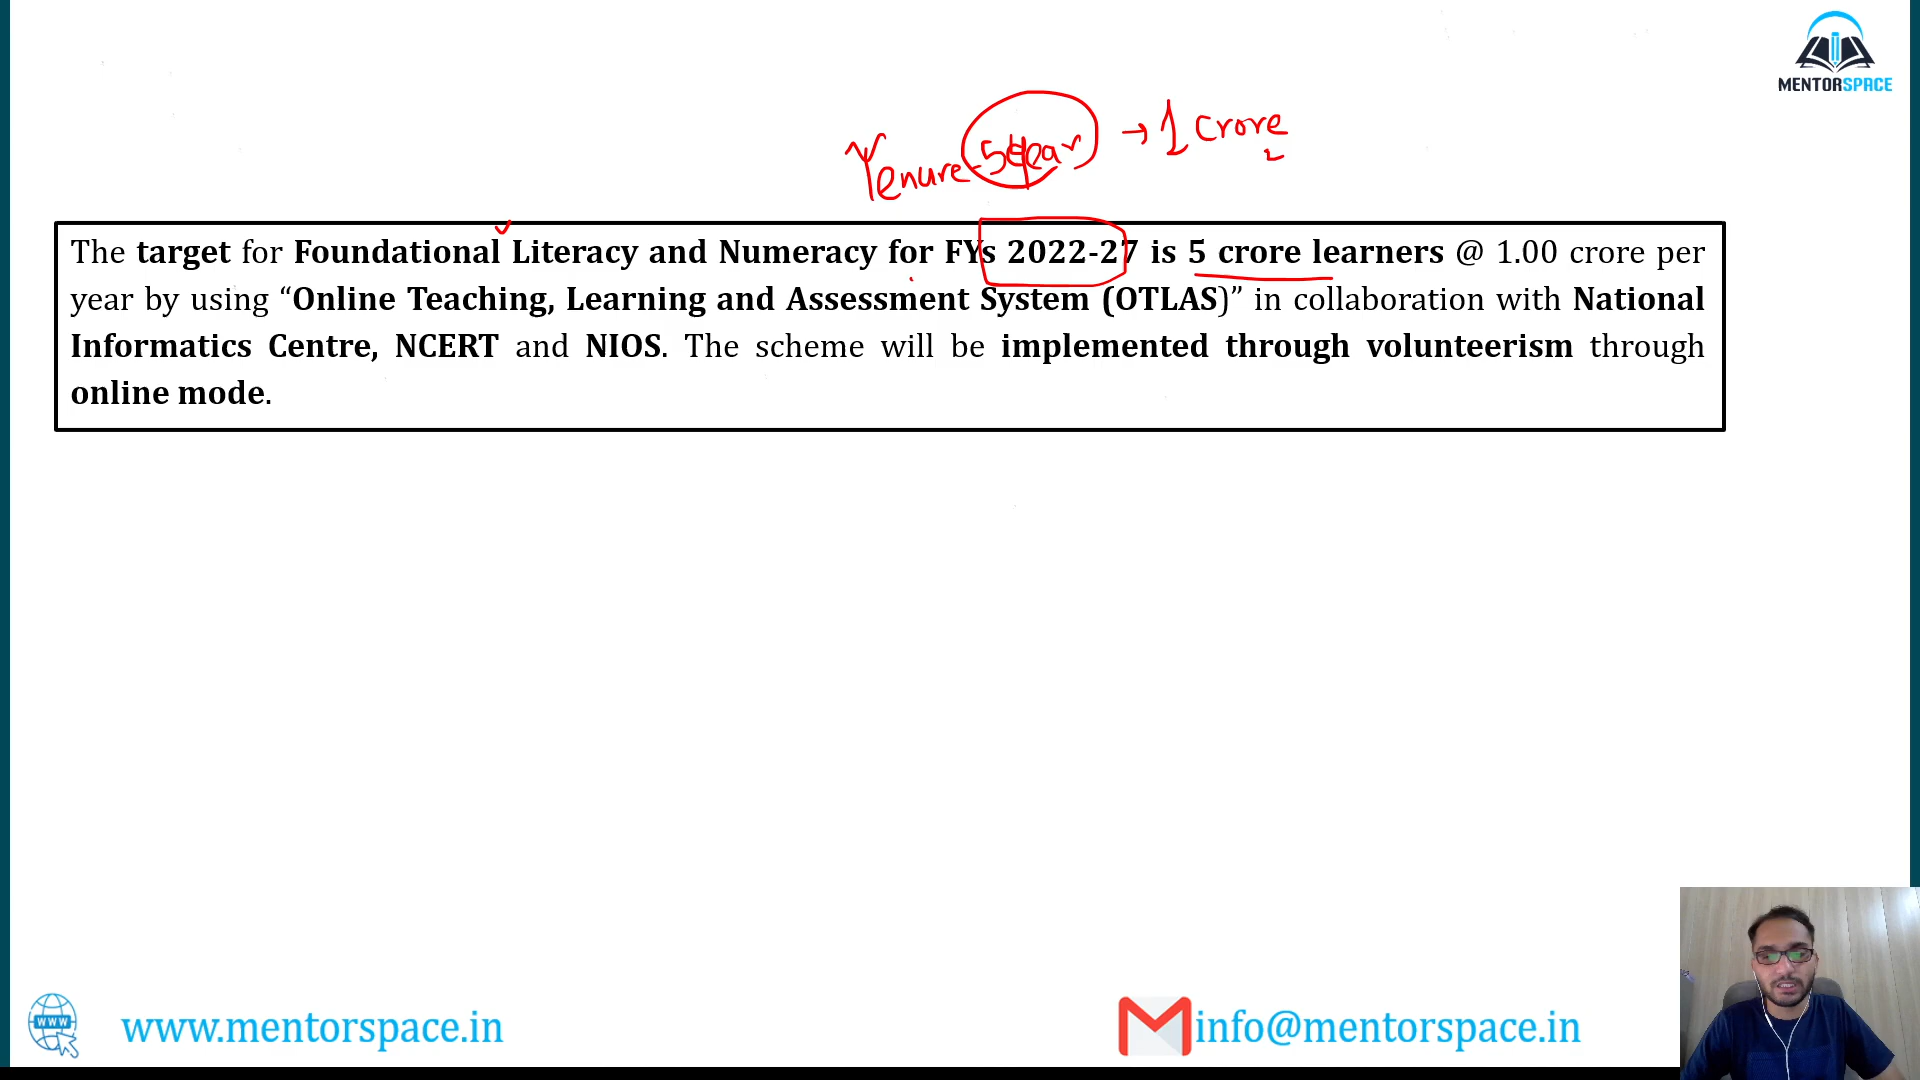 MENTORSPACE
Tenure-5year → 1 crore
The target for Foundational Literacy and Numeracy for FYs 2022-27 is 5 crore learners @ 1.00 crore per
year by using “Online Teaching, Learning and Assessment System (OTLAS)” in collaboration with National
Informatics Centre, NCERT and NIOS. The scheme will be implemented through volunteerism through
online mode.
WWW
www.mentorspace.in
info@mentorspace.in